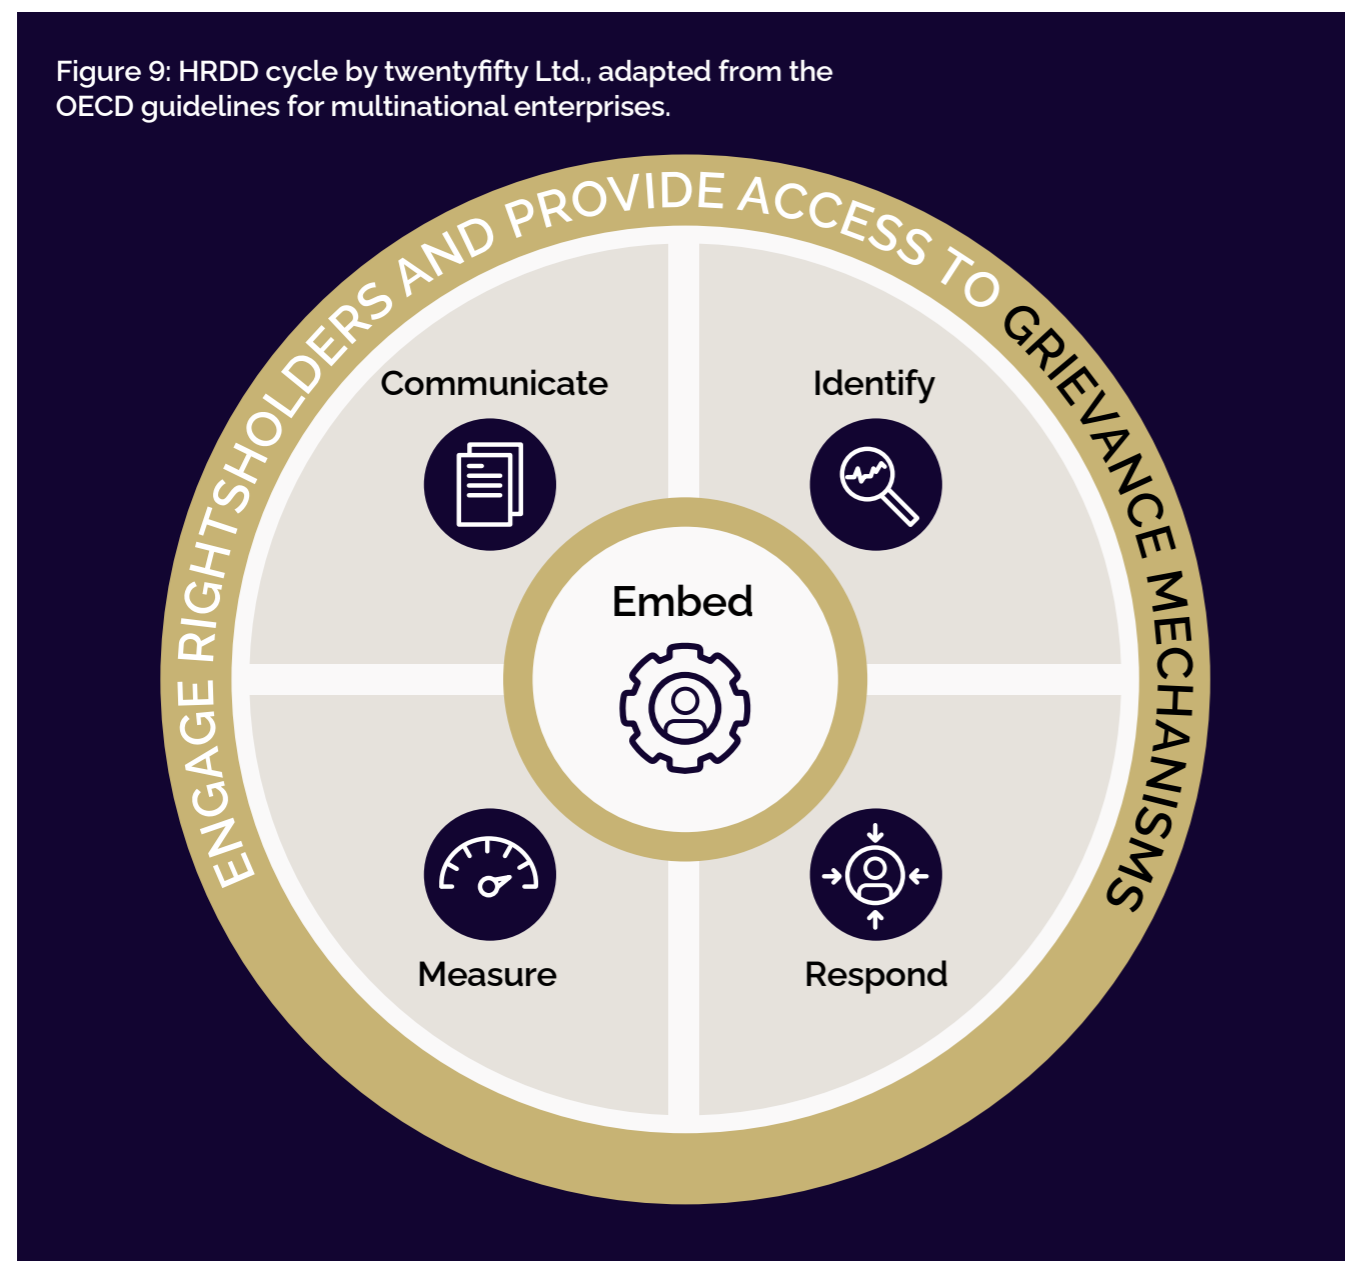 Figure 9: HRDD cycle by twentyfifty Ltd., adapted from the
OECD guidelines for multinational enterprises.
ENGAGE RIGHTSHOLDERS AND PROVIDE ACCESS TO GRIEVANCE MECHANISMS
Communicate
Identify
Embed
Measure
Respond